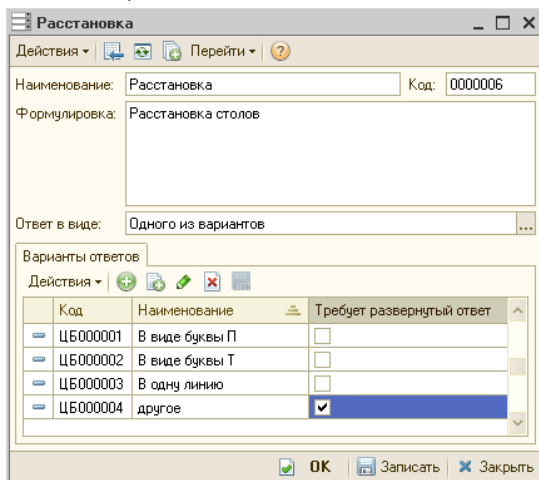 Расстановка
Действия Перейти
Наименование: Расстановка Код: 0000006
Формулировка: Расстановка столов
Ответ в виде: Одного из вариантов ...
Варианты ответов
Действия
Код Наименование Требует развернутый ответ
ЦБ000001 В виде буквы П
ЦБ000002 В виде буквы Т
ЦБ000003 В одну линию
ЦБ000004 другое
OK Записать Закрыть